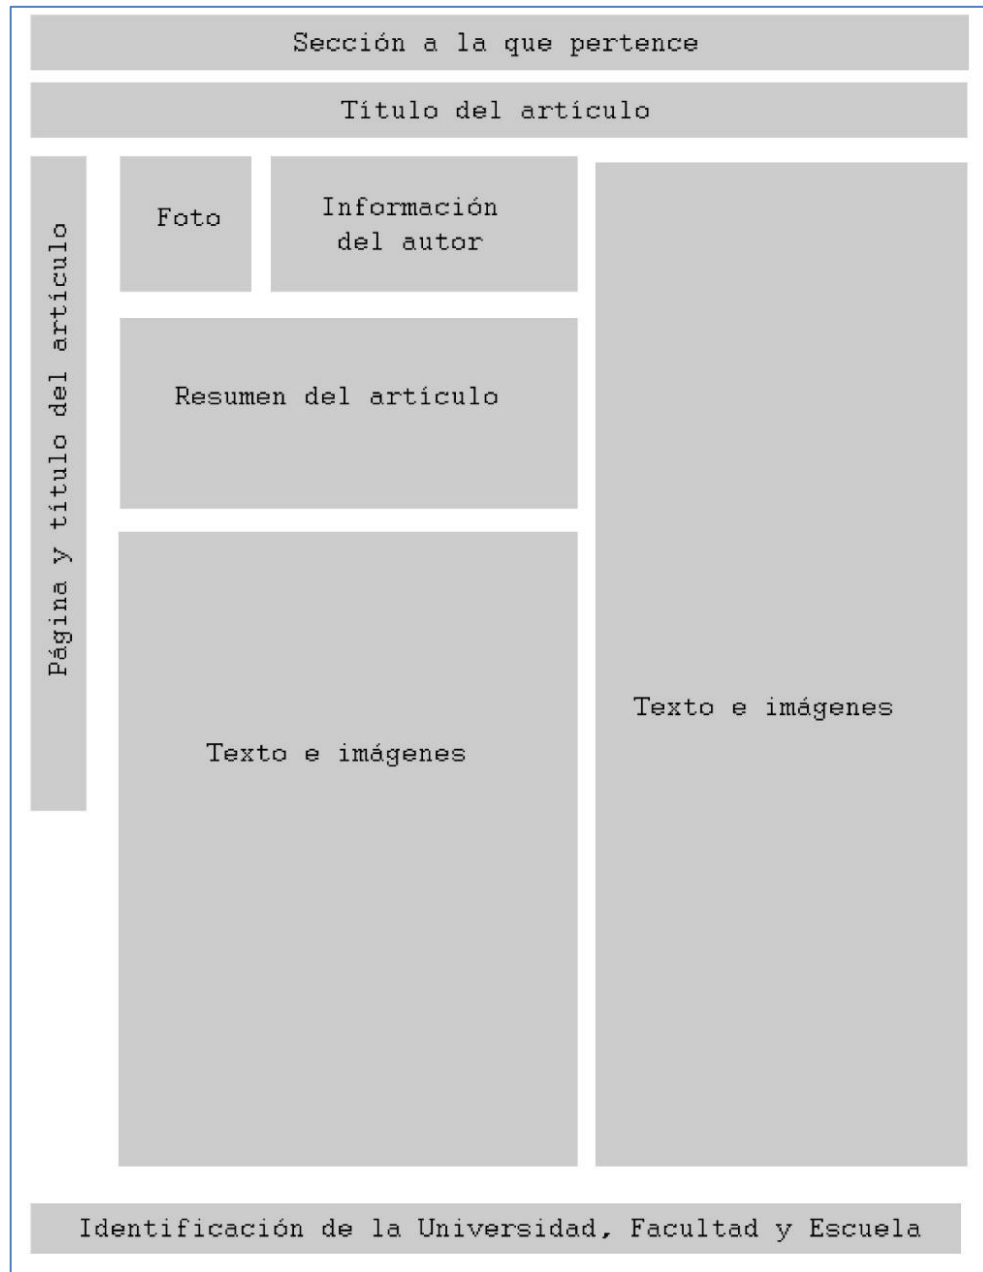 Sección a la que pertence
Título del artículo
Página y título del artículo
Foto
Información
del autor
Resumen del artículo
Texto e imágenes
Texto e imágenes
Identificación de la Universidad, Facultad y Escuela